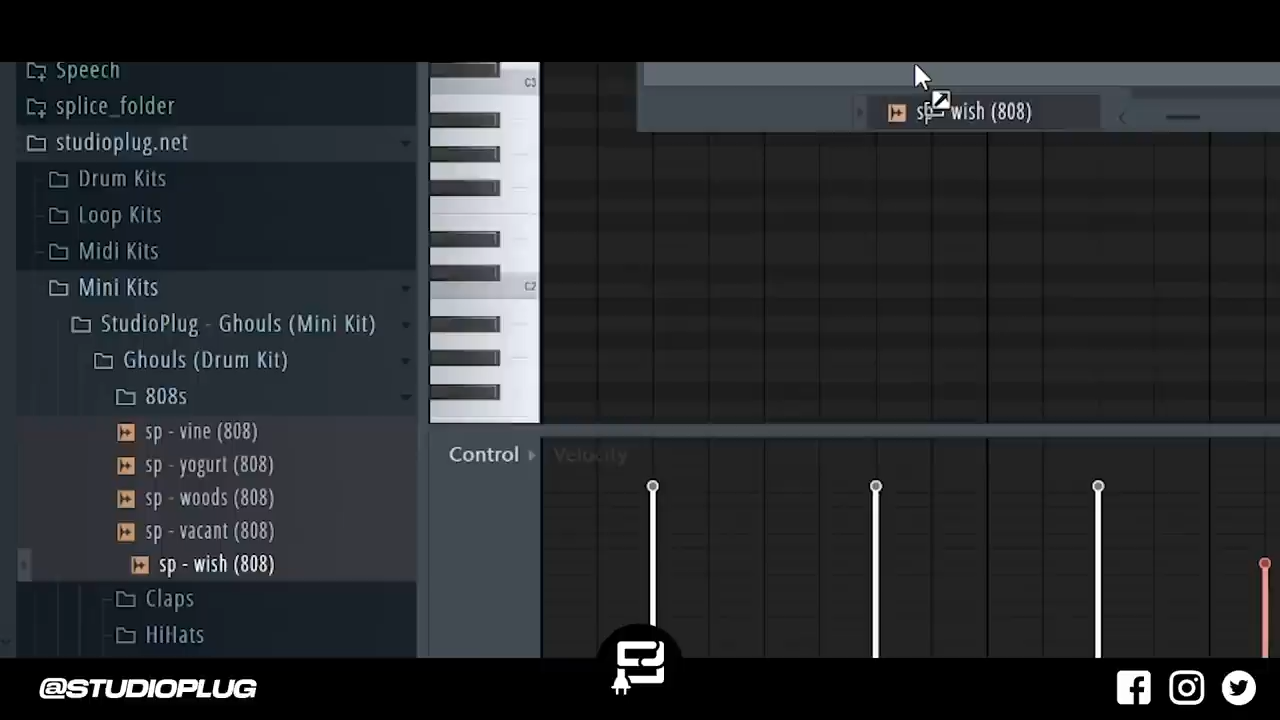 Speech
C3
sp - wish (808)
splice_folder
studioplug.net
Drum Kits
Loop Kits
Midi Kits
Mini Kits
C2
StudioPlug - Ghouls (Mini Kit)
Ghouls (Drum Kit)
808s
sp - vine (808)
Control Velocity
sp - yogurt (808)
sp - woods (808)
sp - vacant (808)
sp - wish (808)
Claps
HiHats
@STUDIOPLUG